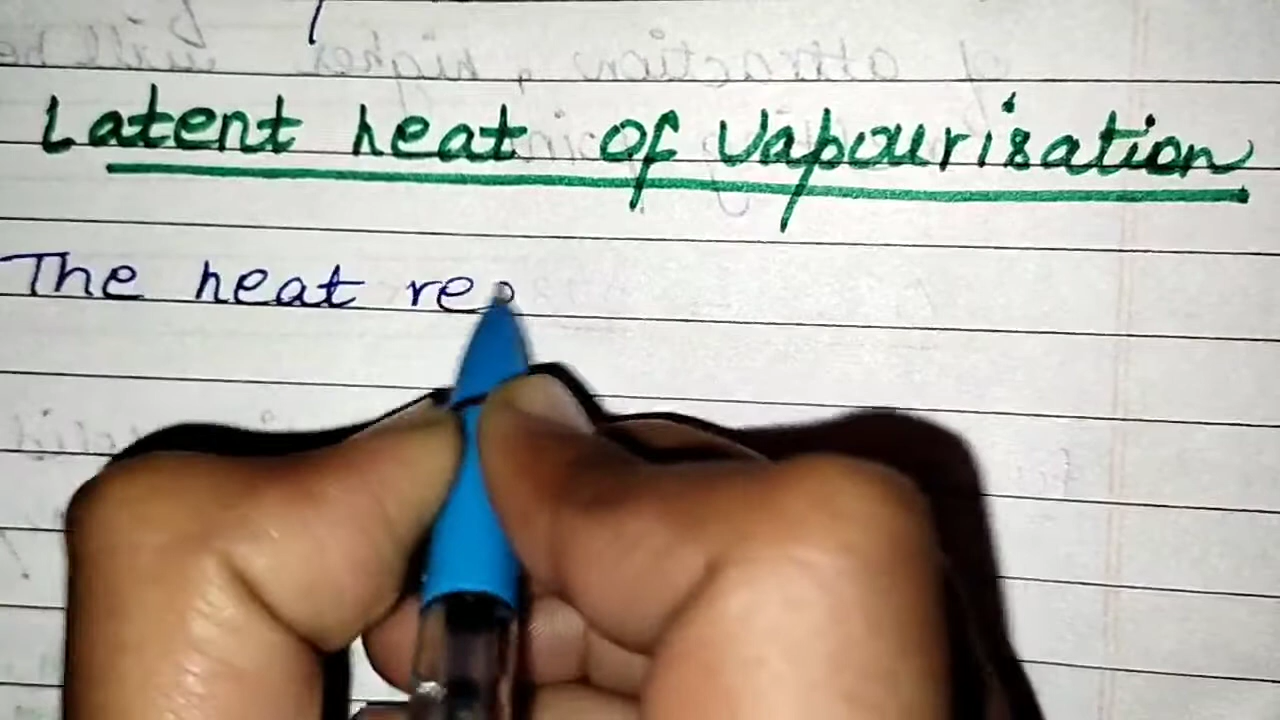 Latent heat of Vapourisation
The heat re